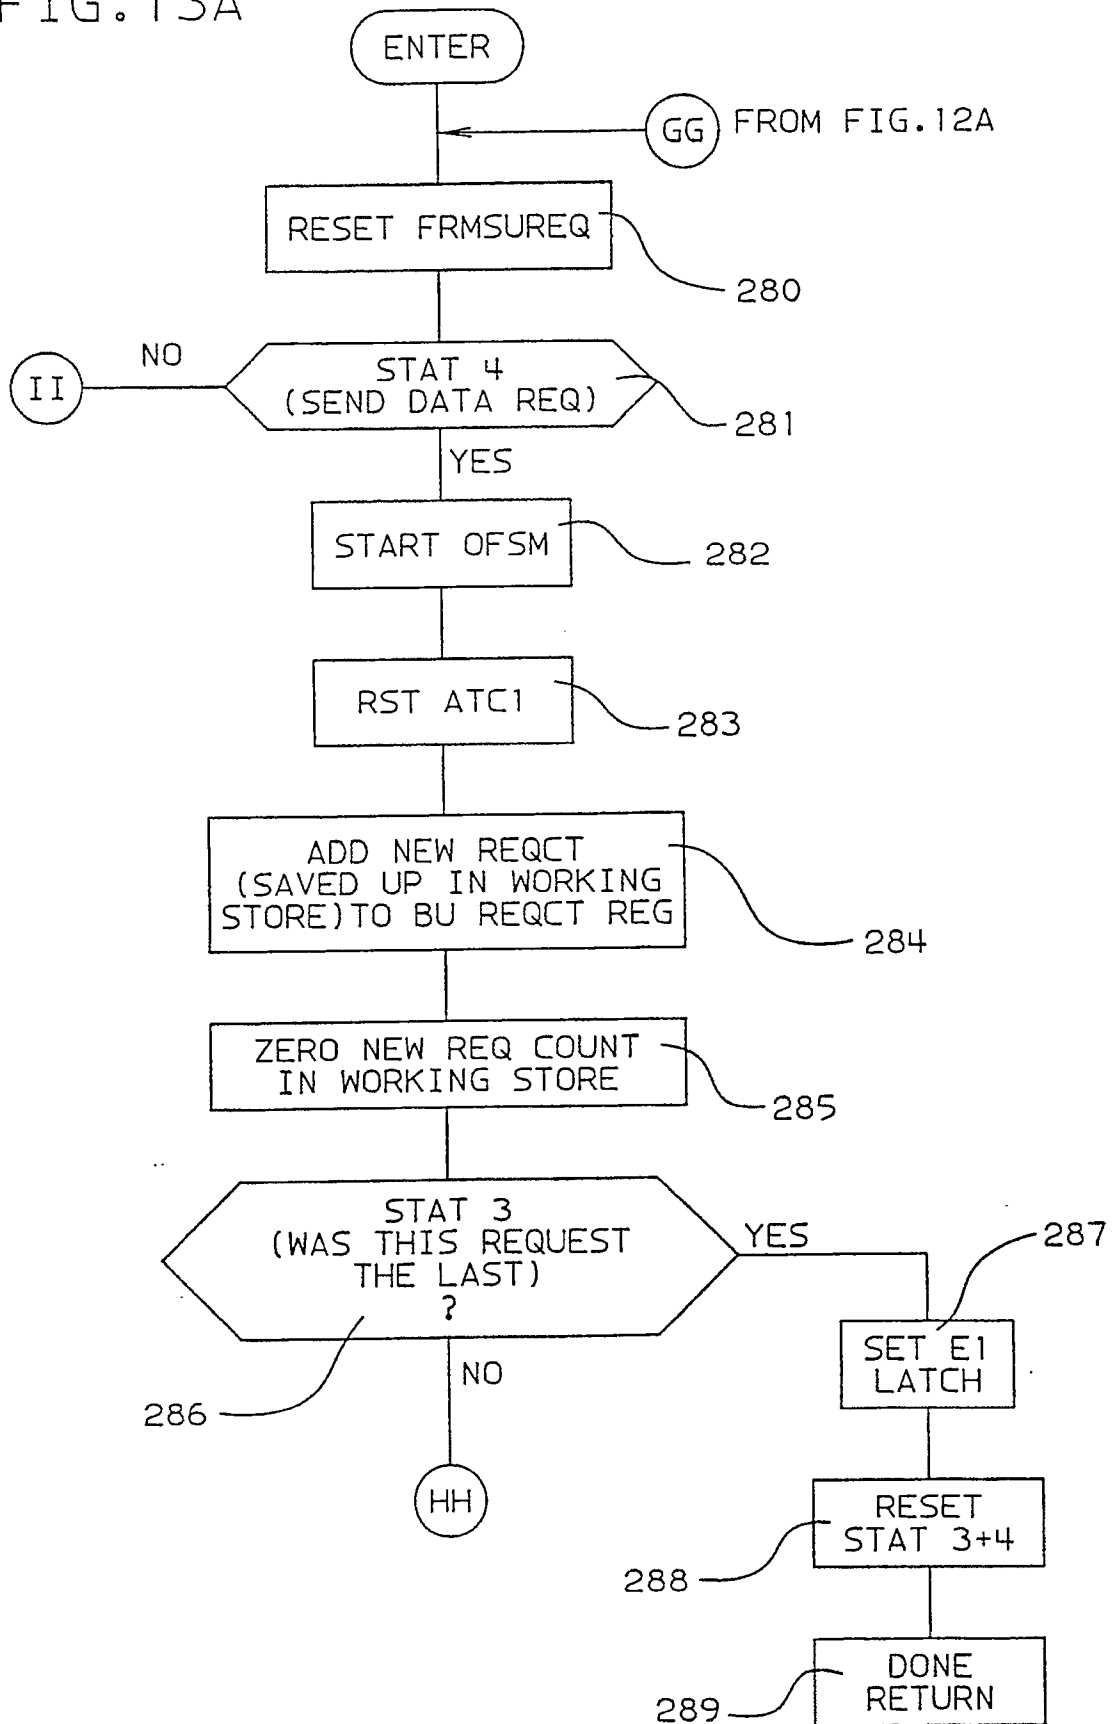 FIG.13A
ENTER
GG FROM FIG.12A
RESET FRMSUREQ
280
NO
II
STAT 4
(SEND DATA REQ)
281
YES
START OFSM
282
RST ATC1
283
ADD NEW REQCT
(SAVED UP IN WORKING
STORE)TO BU REQCT REG
284
ZERO NEW REQ COUNT
IN WORKING STORE
285
STAT 3
(WAS THIS REQUEST
THE LAST)
?
YES
287
286
NO
SET E1
LATCH
HH
RESET
STAT 3+4
288
DONE
RETURN
289